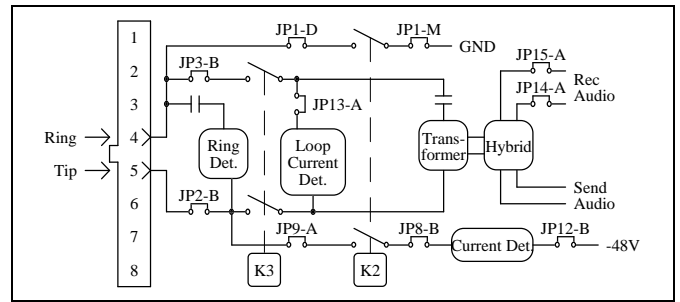 1
JP1-D
JP1-M
GND
2
JP3-B
JP15-A
Rec
Audio
JP14-A
3
JP13-A
Ring
4
Ring
Det.
Loop
Current
Det.
Trans-
former
Hybrid
Tip
5
Send
Audio
6
JP2-B
7
JP9-A
JP8-B
Current Det.
JP12-B
-48V
8
K3
K2